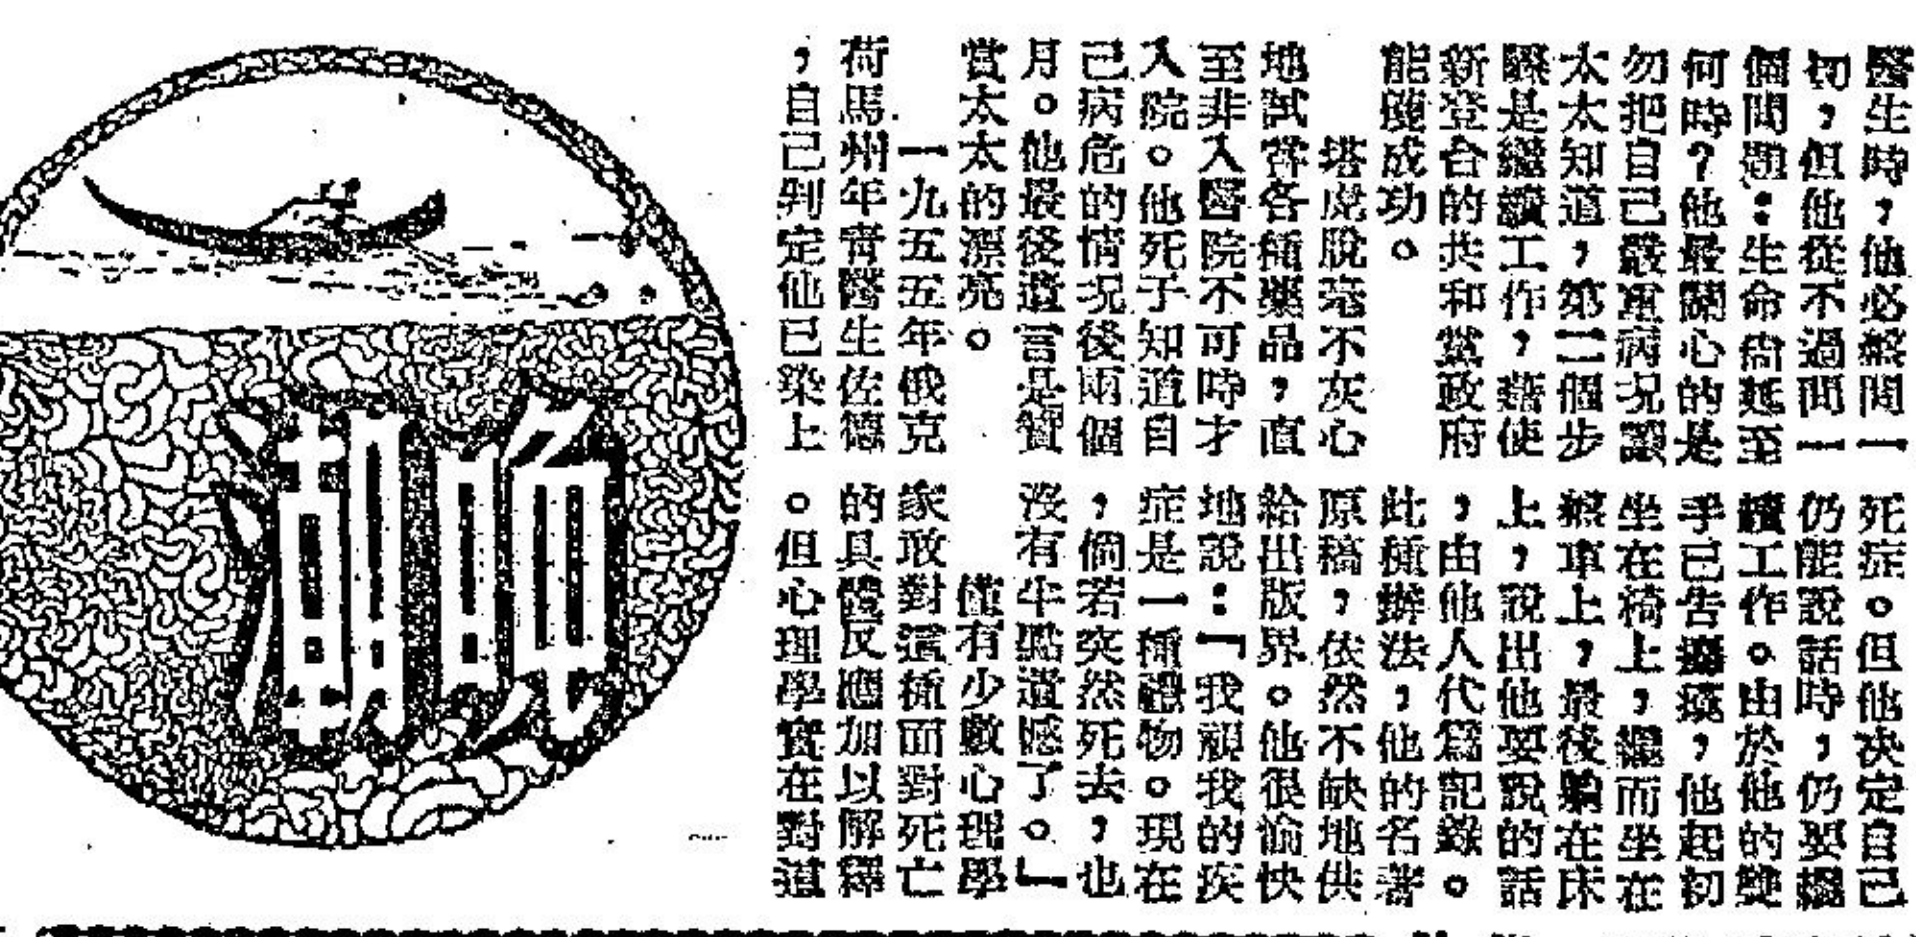 醫生時，他必然問一
切，但他從不過問一
個問題：生命尙延至
何時？他最關心的是
勿把自己嚴重病況讓
太太知道，第二個步
驟是繼續工作，藉使
新登台的共和黨政府
能夠成功。
塔虎脫毫不灰心
地試嘗各種藥品，直
至非入醫院不可時才
入院。他死于知道自
己病危的情況後兩個
月。他最後遺言是贊
賞太太的漂亮。
一九五五年俄克
荷馬州年靑醫生佐德
，自己判定他已染上
死症。但他決定自己
仍能說話時，仍要繼
續工作。由於他的雙
手己告癱瘓，他起初
坐在椅上，繼而坐在
車上，最後躺在床
上，說出他要說的話
，由他人代爲記錄。
此種辦法，他的名著
原稿，依然不缺地供
給出版界。他很愉快
地說：「我視我的疾
症是一種禮物。現在
，倘若突然死去，也
沒有半點遺憾了。」
僅有少數心理學
家敢對這種面對死亡
的具體反應加以解釋
。但心理學實在對這